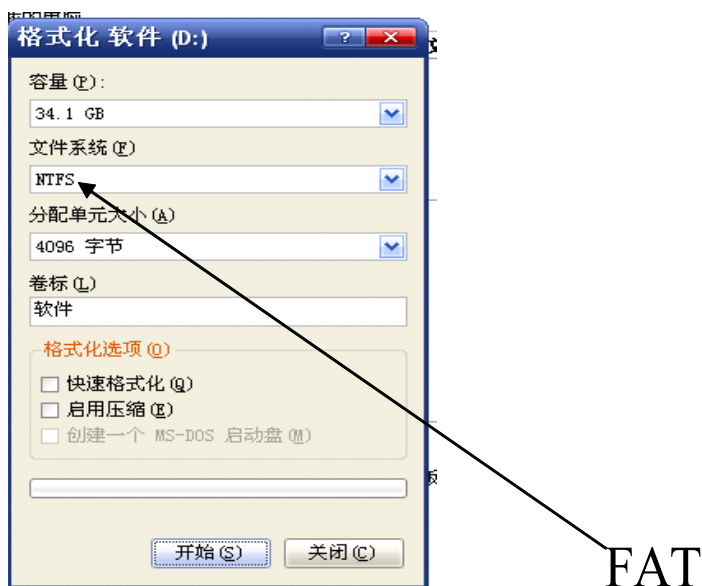 格式化 软件 (D:)
容量(P):
34.1 GB
文件系统(F)
NTFS
分配单元大小(A)
4096 字节
卷标(L)
软件
格式化选项(O)
快速格式化(Q)
启用压缩(E)
创建一个 MS-DOS 启动盘(M)
开始(S) 关闭(C)
FAT